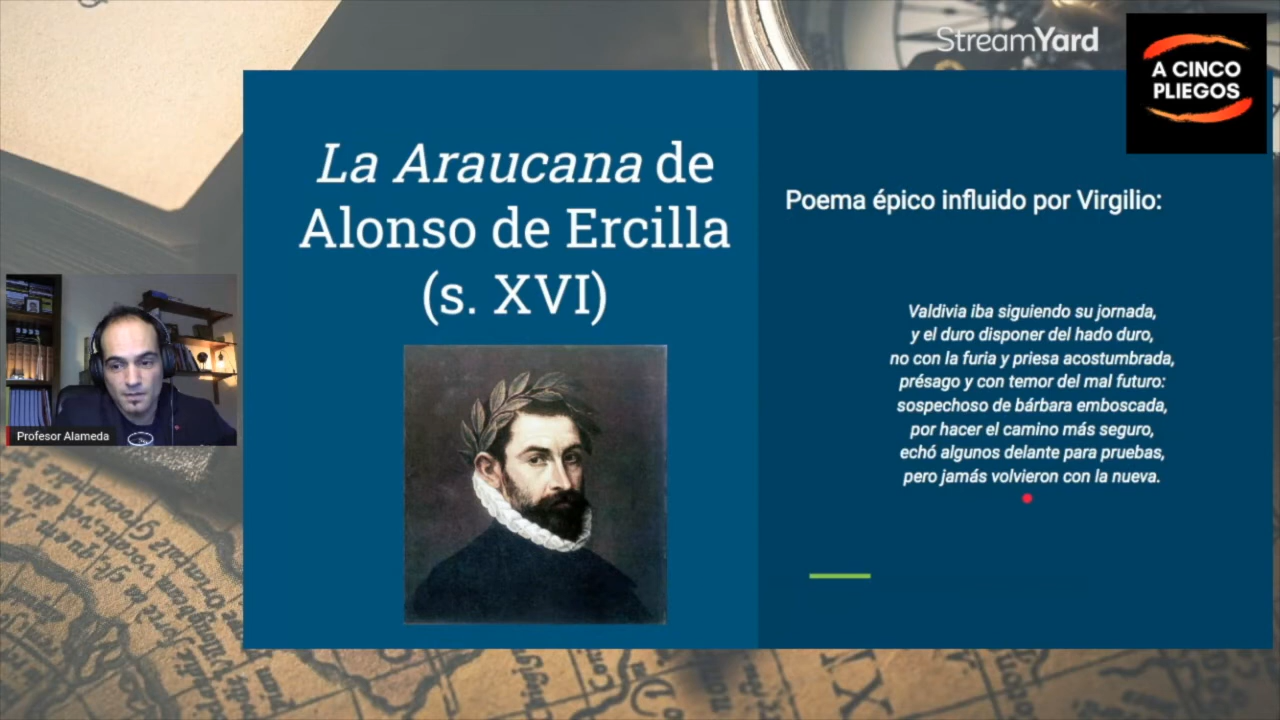 StreamYard
A CINCO
PLIEGOS
La Araucana de
Alonso de Ercilla
(s. XVI)
Poema épico influido por Virgilio:
Valdivia iba siguiendo su jornada,
y el duro disponer del hado duro,
no con la furia y priesa acostumbrada,
présago y con temor del mal futuro:
sospechoso de bárbara emboscada,
por hacer el camino más seguro,
echó algunos delante para pruebas,
pero jamás volvieron con la nueva.
Profesor Alameda